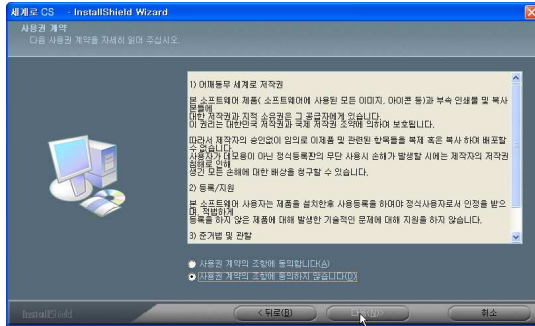 세계로 CS - InstallShield Wizard
사용권 계약
다음 사용권 계약을 자세히 읽어 주십시오.
1) 어깨동무 세계로 저작권
본 소프트웨어 제품( 소프트웨어에 사용된 모든 이미지, 아이콘 등)과 부속 인쇄물 및 복사
본들에
대한 저작권과 지적 소유권은 그 공급자에게 있습니다.
이 권리는 대한민국 저작권과 국제 저작권 조약에 의하여 보호됩니다.
따라서 제작자의 승인없이 임의로 이제품 및 관련된 항목들을 복제 혹은 복사 하여 배포할
수 없습니다.
사용자가 데모용이 아닌 정식등록판의 무단 사용시 손해가 발생할 시에는 제작자의 저작권
침해로 인해
생긴 모든 손해에 대한 배상을 청구할 수 있습니다.
2) 등록/지원
본 소프트웨어 사용자는 제품을 설치한후 사용등록을 하여야 정식사용자로서 인정을 받으
며, 적법하게
등록을 하지 않은 제품에 대해 발생한 기술적인 문제에 대해 지원을 하지 않습니다.
3) 준거법 및 관할
사용권 계약의 조항에 동의합니다(A)
사용권 계약의 조항에 동의하지 않습니다(D)
InstallShield
< 뒤로(B)
취소